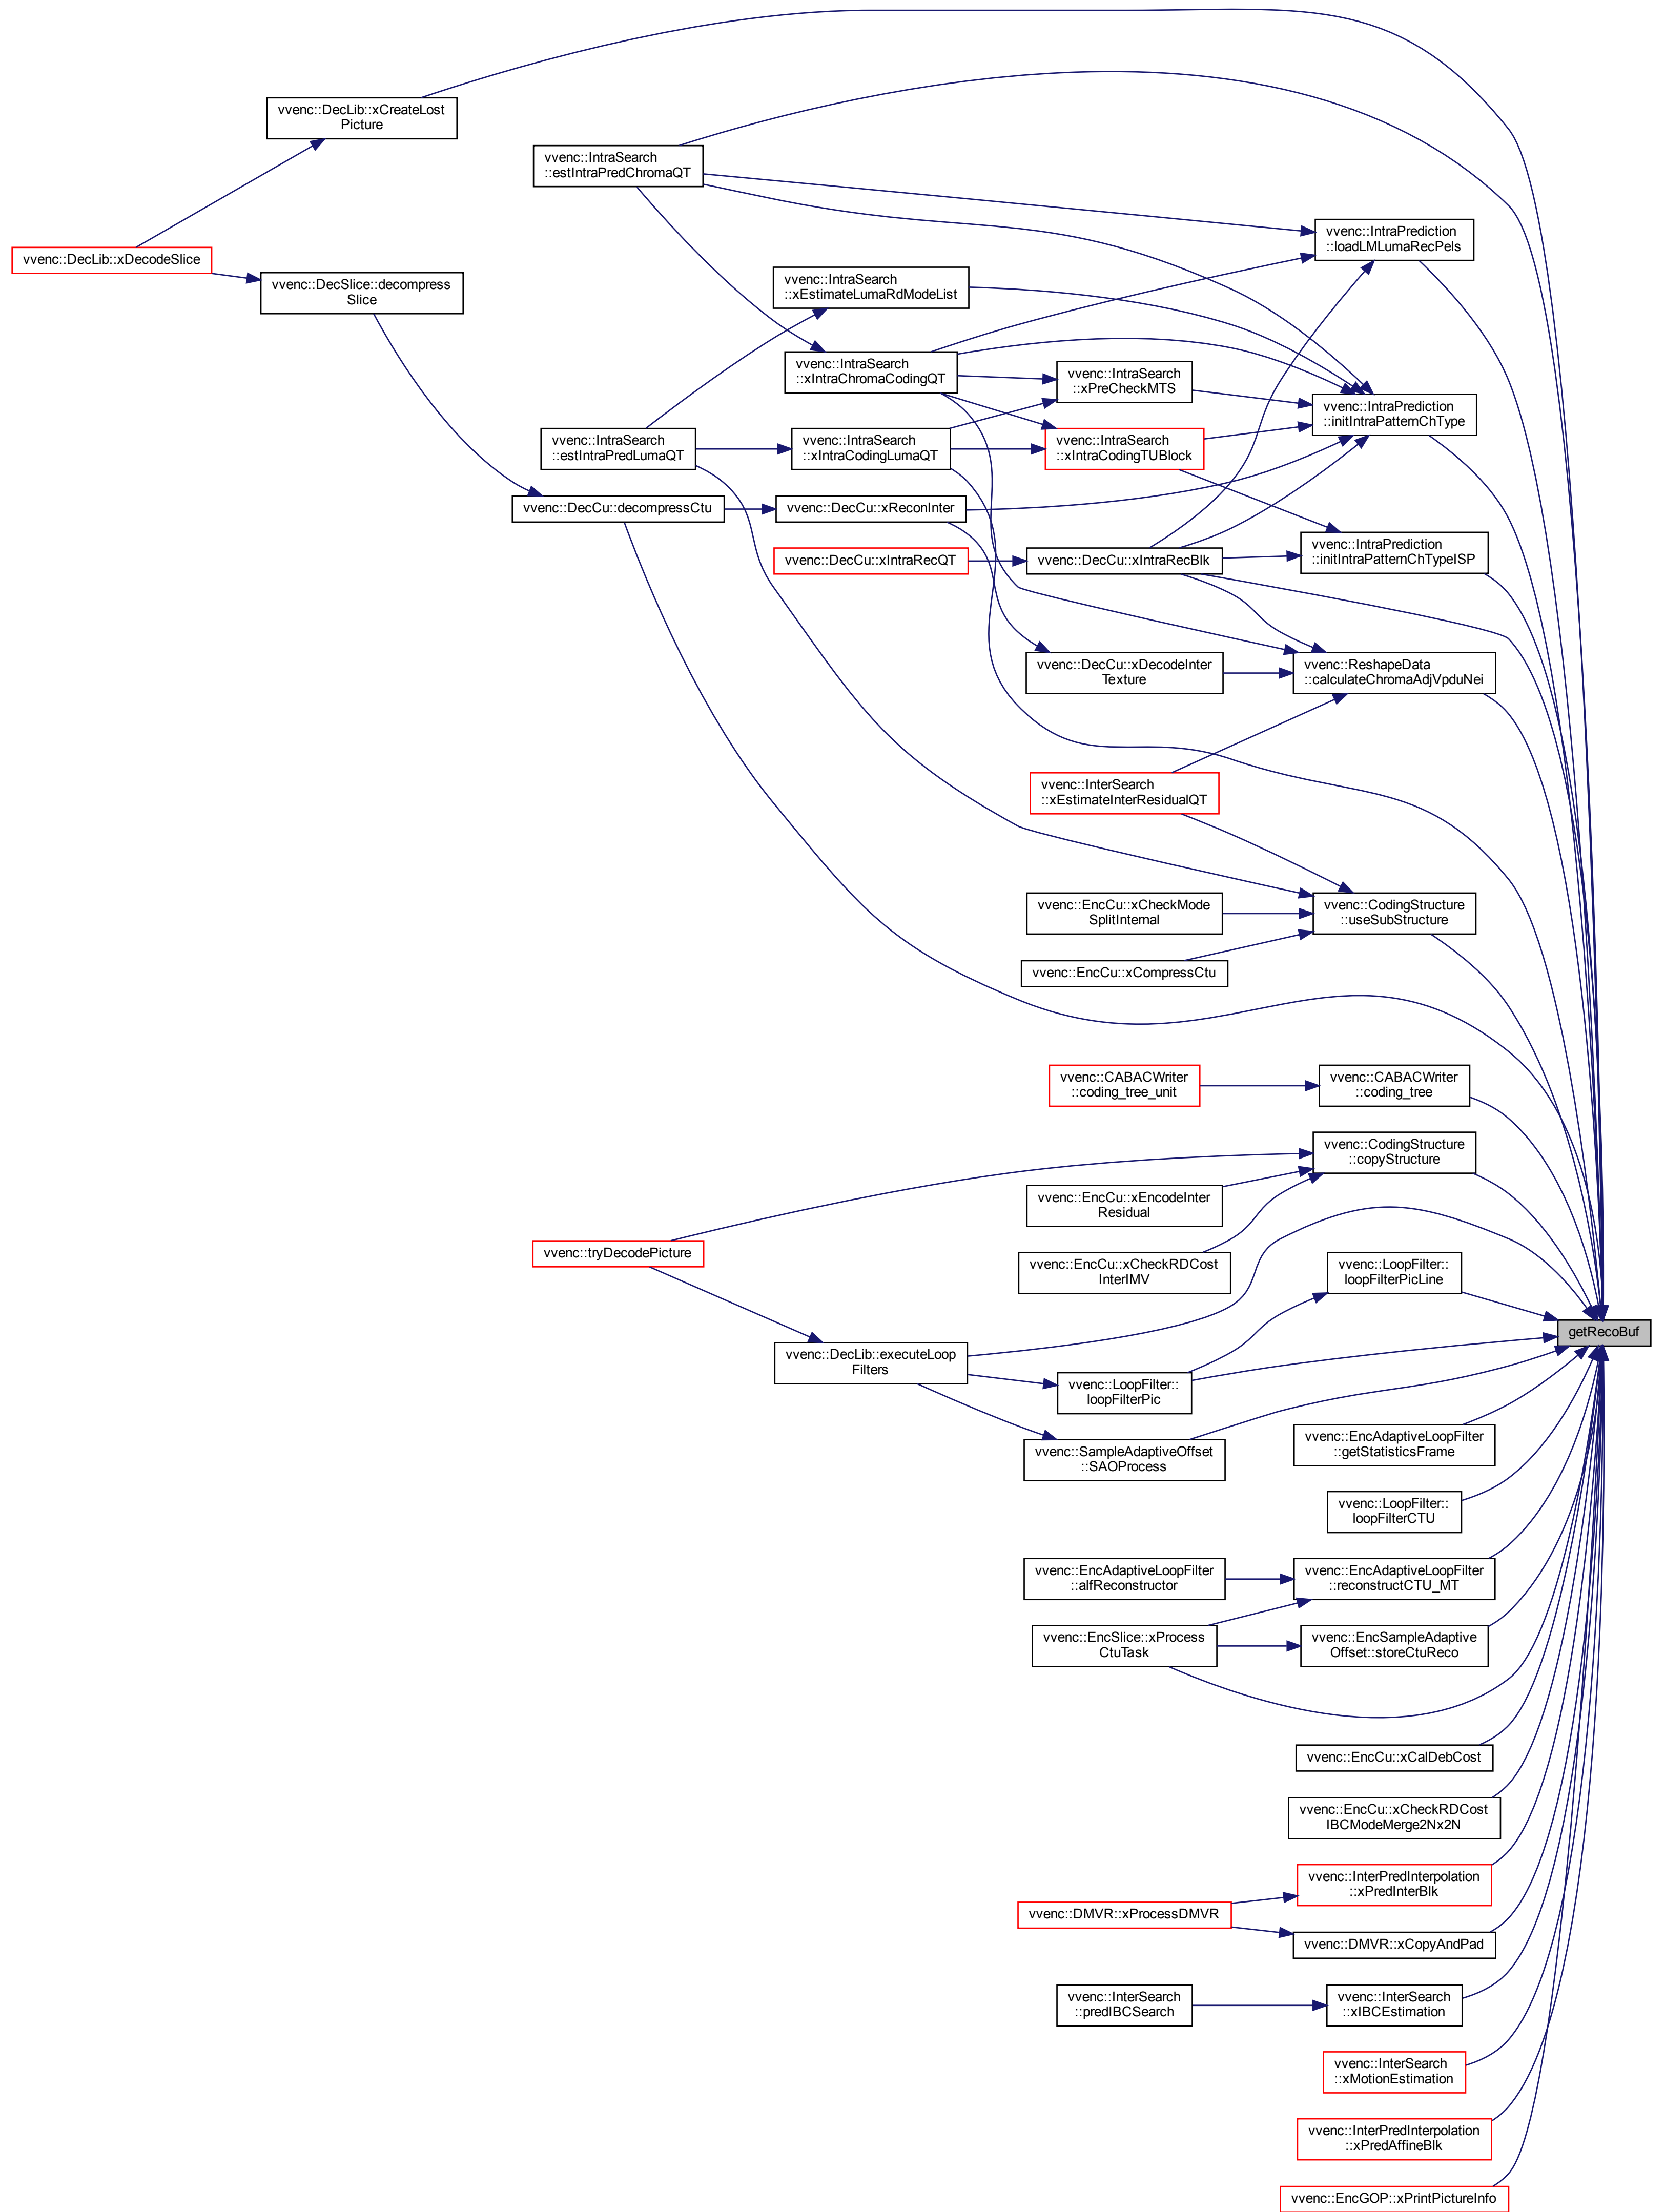 vvenc::DecLib::xCreateLost
Picture
vvenc::IntraSearch
::estIntraPredChromaQT
vvenc::IntraPrediction
::loadLMLumaRecPels
vvenc::DecLib::xDecodeSlice
vvenc::DecSlice::decompress
Slice
vvenc::IntraSearch
::xEstimateLumaRdModeList
vvenc::IntraSearch
::xIntraChromaCodingQT
vvenc::IntraSearch
::xPreCheckMTS
vvenc::IntraPrediction
::initIntraPatternChType
vvenc::IntraSearch
::estIntraPredLumaQT
vvenc::IntraSearch
::xIntraCodingLumaQT
vvenc::IntraSearch
::xIntraCodingTUBlock
vvenc::DecCu::decompressCtu
vvenc::DecCu::xReconInter
vvenc::DecCu::xIntraRecQT
vvenc::DecCu::xIntraRecBlk
vvenc::IntraPrediction
::initIntraPatternChTypeISP
vvenc::DecCu::xDecodeInter
Texture
vvenc::ReshapeData
::calculateChromaAdjVpduNei
vvenc::InterSearch
::xEstimateInterResidualQT
vvenc::EncCu::xCheckMode
SplitInternal
vvenc::CodingStructure
::useSubStructure
vvenc::EncCu::xCompressCtu
vvenc::CABACWriter
::coding_tree_unit
vvenc::CABACWriter
::coding_tree
vvenc::CodingStructure
::copyStructure
vvenc::EncCu::xEncodeInter
Residual
vvenc::tryDecodePicture
vvenc::EncCu::xCheckRDCost
InterIMV
vvenc::LoopFilter::
loopFilterPicLine
getRecoBuf
vvenc::DecLib::executeLoop
Filters
vvenc::LoopFilter::
loopFilterPic
vvenc::SampleAdaptiveOffset
::SAOProcess
vvenc::EncAdaptiveLoopFilter
::getStatisticsFrame
vvenc::LoopFilter::
loopFilterCTU
vvenc::EncAdaptiveLoopFilter
::alfReconstructor
vvenc::EncAdaptiveLoopFilter
::reconstructCTU_MT
vvenc::EncSlice::xProcess
CtuTask
vvenc::EncSampleAdaptive
Offset::storeCtuReco
vvenc::EncCu::xCalDebCost
vvenc::EncCu::xCheckRDCost
IBCModeMerge2Nx2N
vvenc::InterPredInterpolation
::xPredInterBlk
vvenc::DMVR::xProcessDMVR
vvenc::DMVR::xCopyAndPad
vvenc::InterSearch
::predIBCSearch
vvenc::InterSearch
::xIBCEstimation
vvenc::InterSearch
::xMotionEstimation
vvenc::InterPredInterpolation
::xPredAffineBlk
vvenc::EncGOP::xPrintPictureInfo